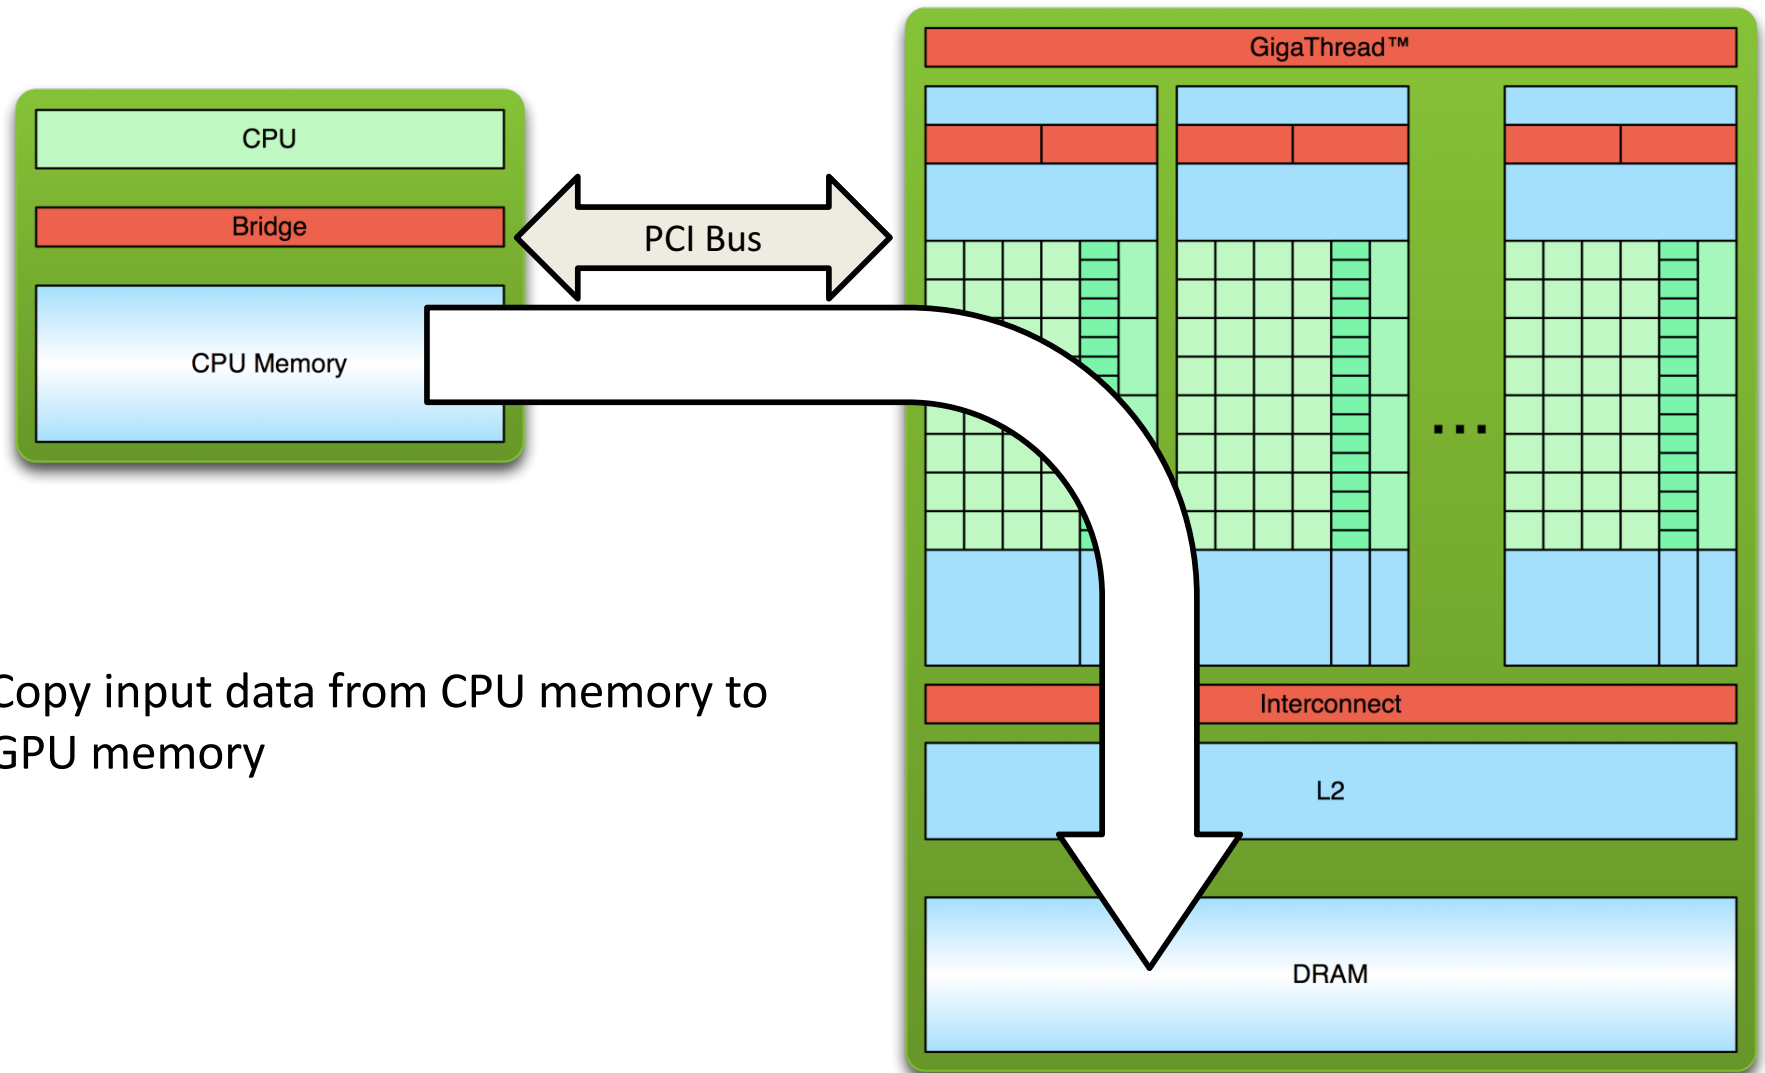 GigaThread™
CPU
Bridge
PCI Bus
CPU Memory
...
Copy input data from CPU memory to
GPU memory
Interconnect
L2
DRAM